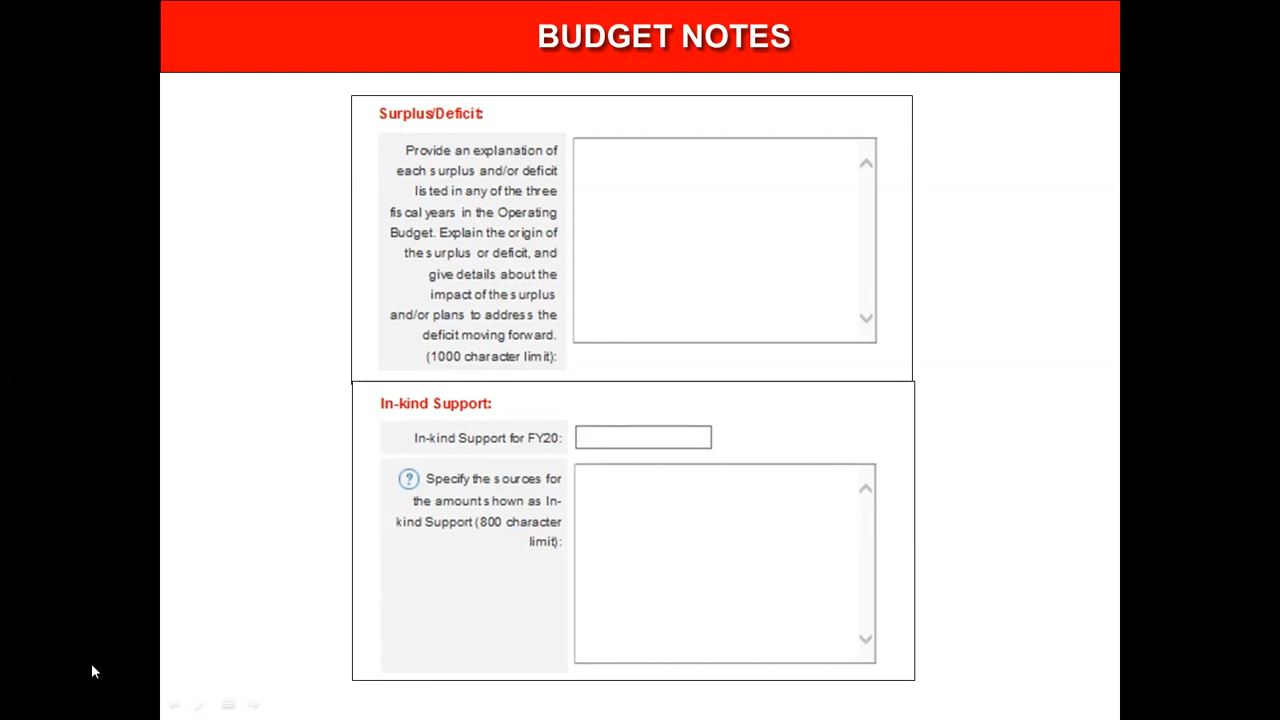 BUDGET NOTES
Surplus/Deficit:
Provide an explanation of
each surplus and/or deficit
listed in any of the three
fiscal years in the Operating
Budget. Explain the origin of
the surplus or deficit, and
give details about the
impact of the surplus
and/or plans to address the
deficit moving forward.
(1000 character limit):
In-kind Support:
In-kind Support for FY20:
? Specify the sources for
the amount shown as In-
kind Support (800 character
limit):